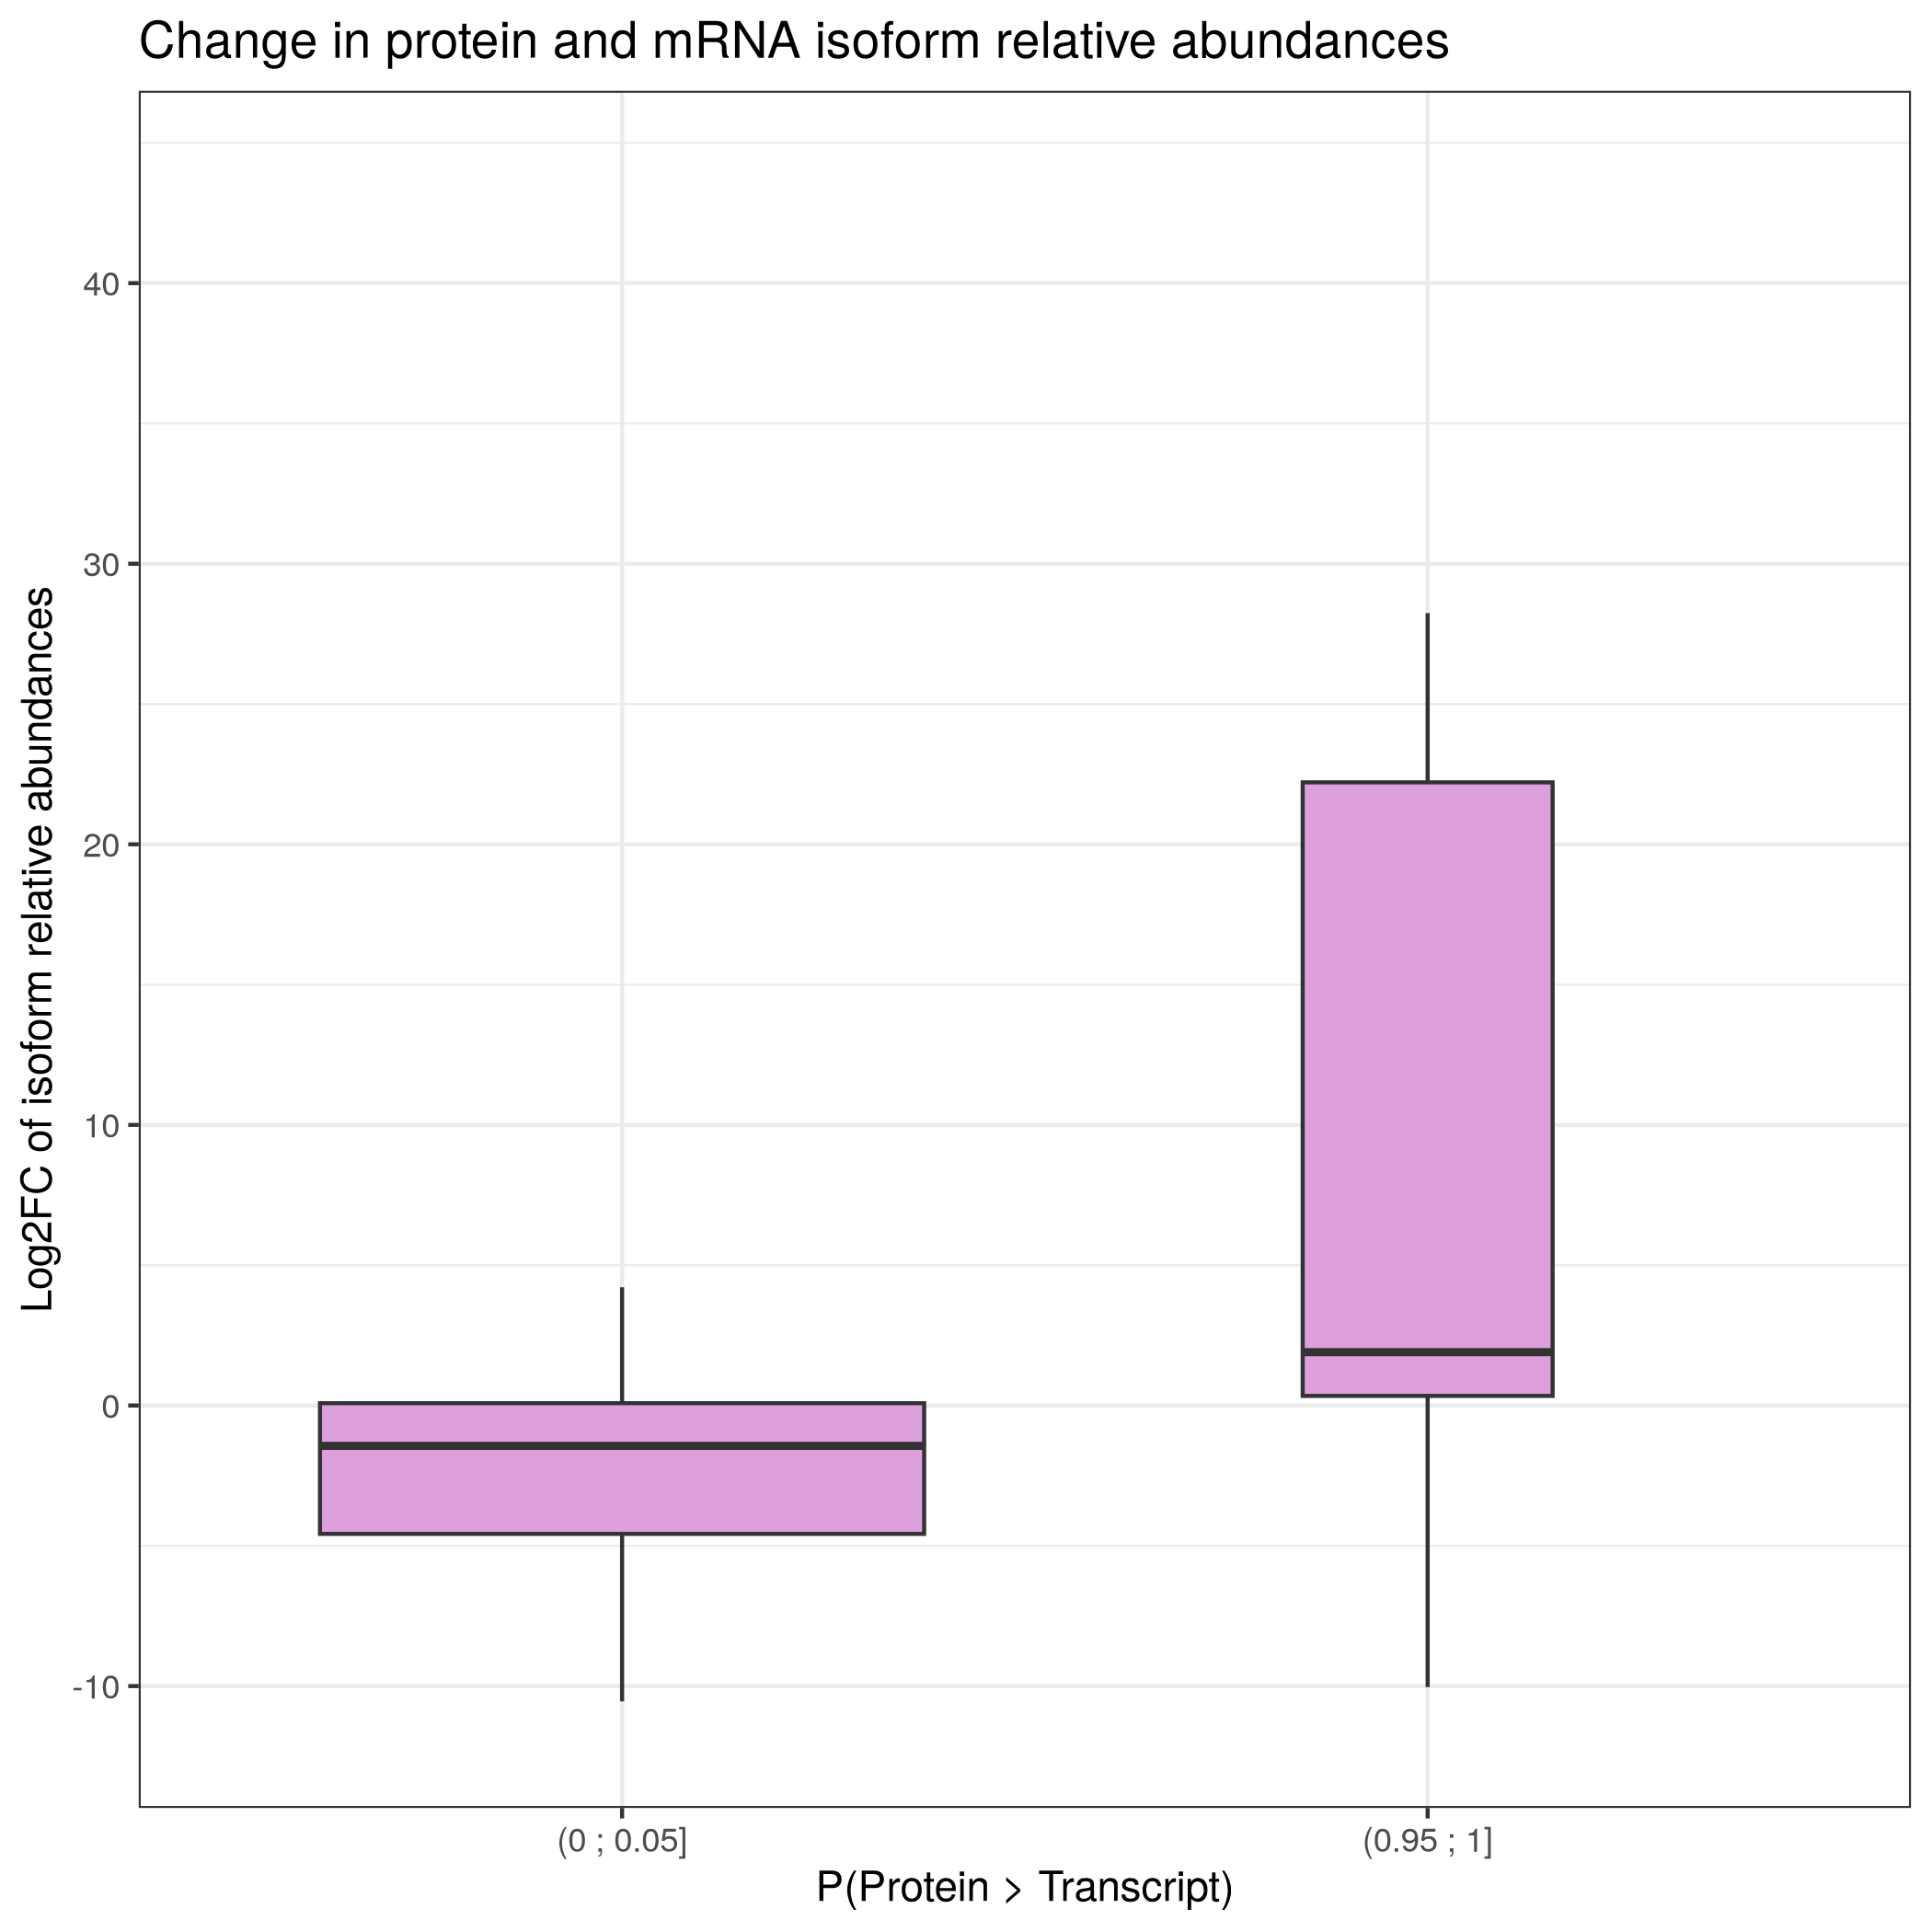 Change in protein and mRNA isoform relative abundances
Log2FC of isoform relative abundances
40
30
20
10
0
-10
(0 ; 0.05]
(0.95 ; 1]
P(Protein > Transcript)